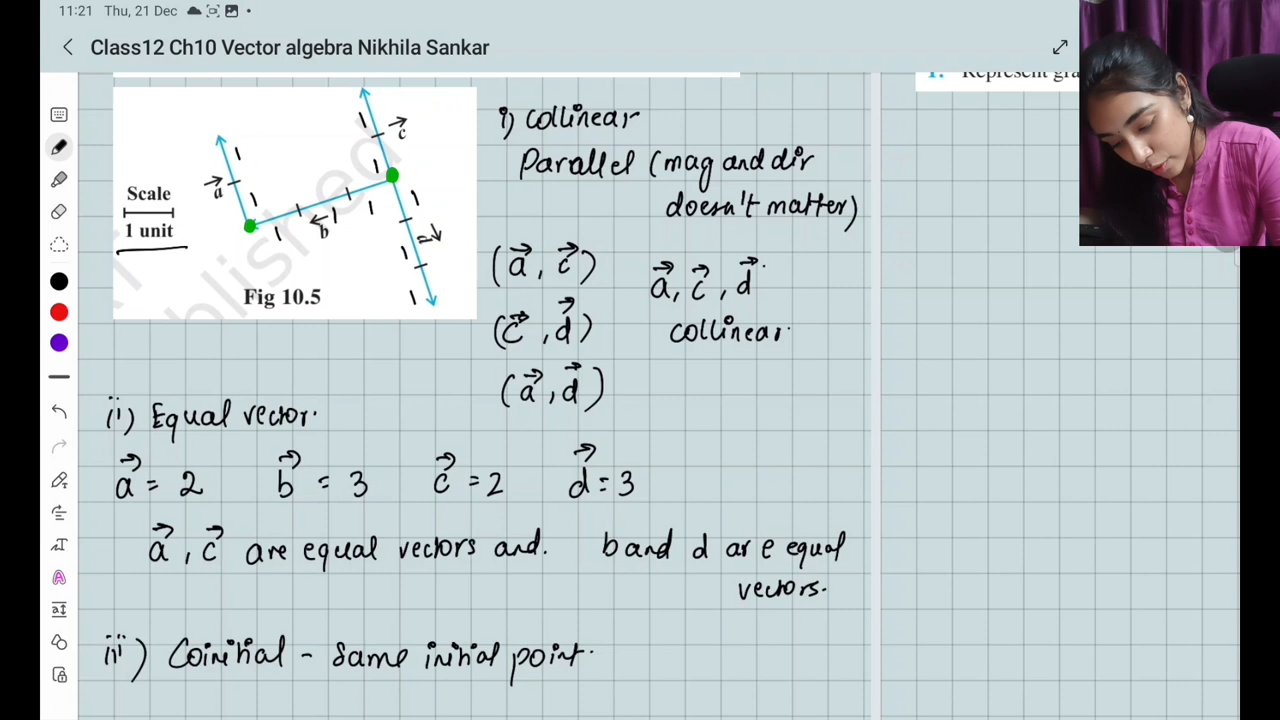 11:21 Thu, 21 Dec
Class12 Ch10 Vector algebra Nikhila Sankar
a
c
b
d
Scale
1 unit
Fig 10.5
blished
i) collinear
Parallel (mag and dir
doesn't matter)
(a⃗, c⃗)
(c⃗, d⃗)
(a⃗, d⃗)
a⃗, c⃗, d⃗
collinear
ii) Equal vector.
a⃗ = 2 b⃗ = 3 c⃗ = 2 d⃗ = 3
a⃗, c⃗ are equal vectors and. b and d are equal
vectors.
iii) Coinitial - same initial point.
1.